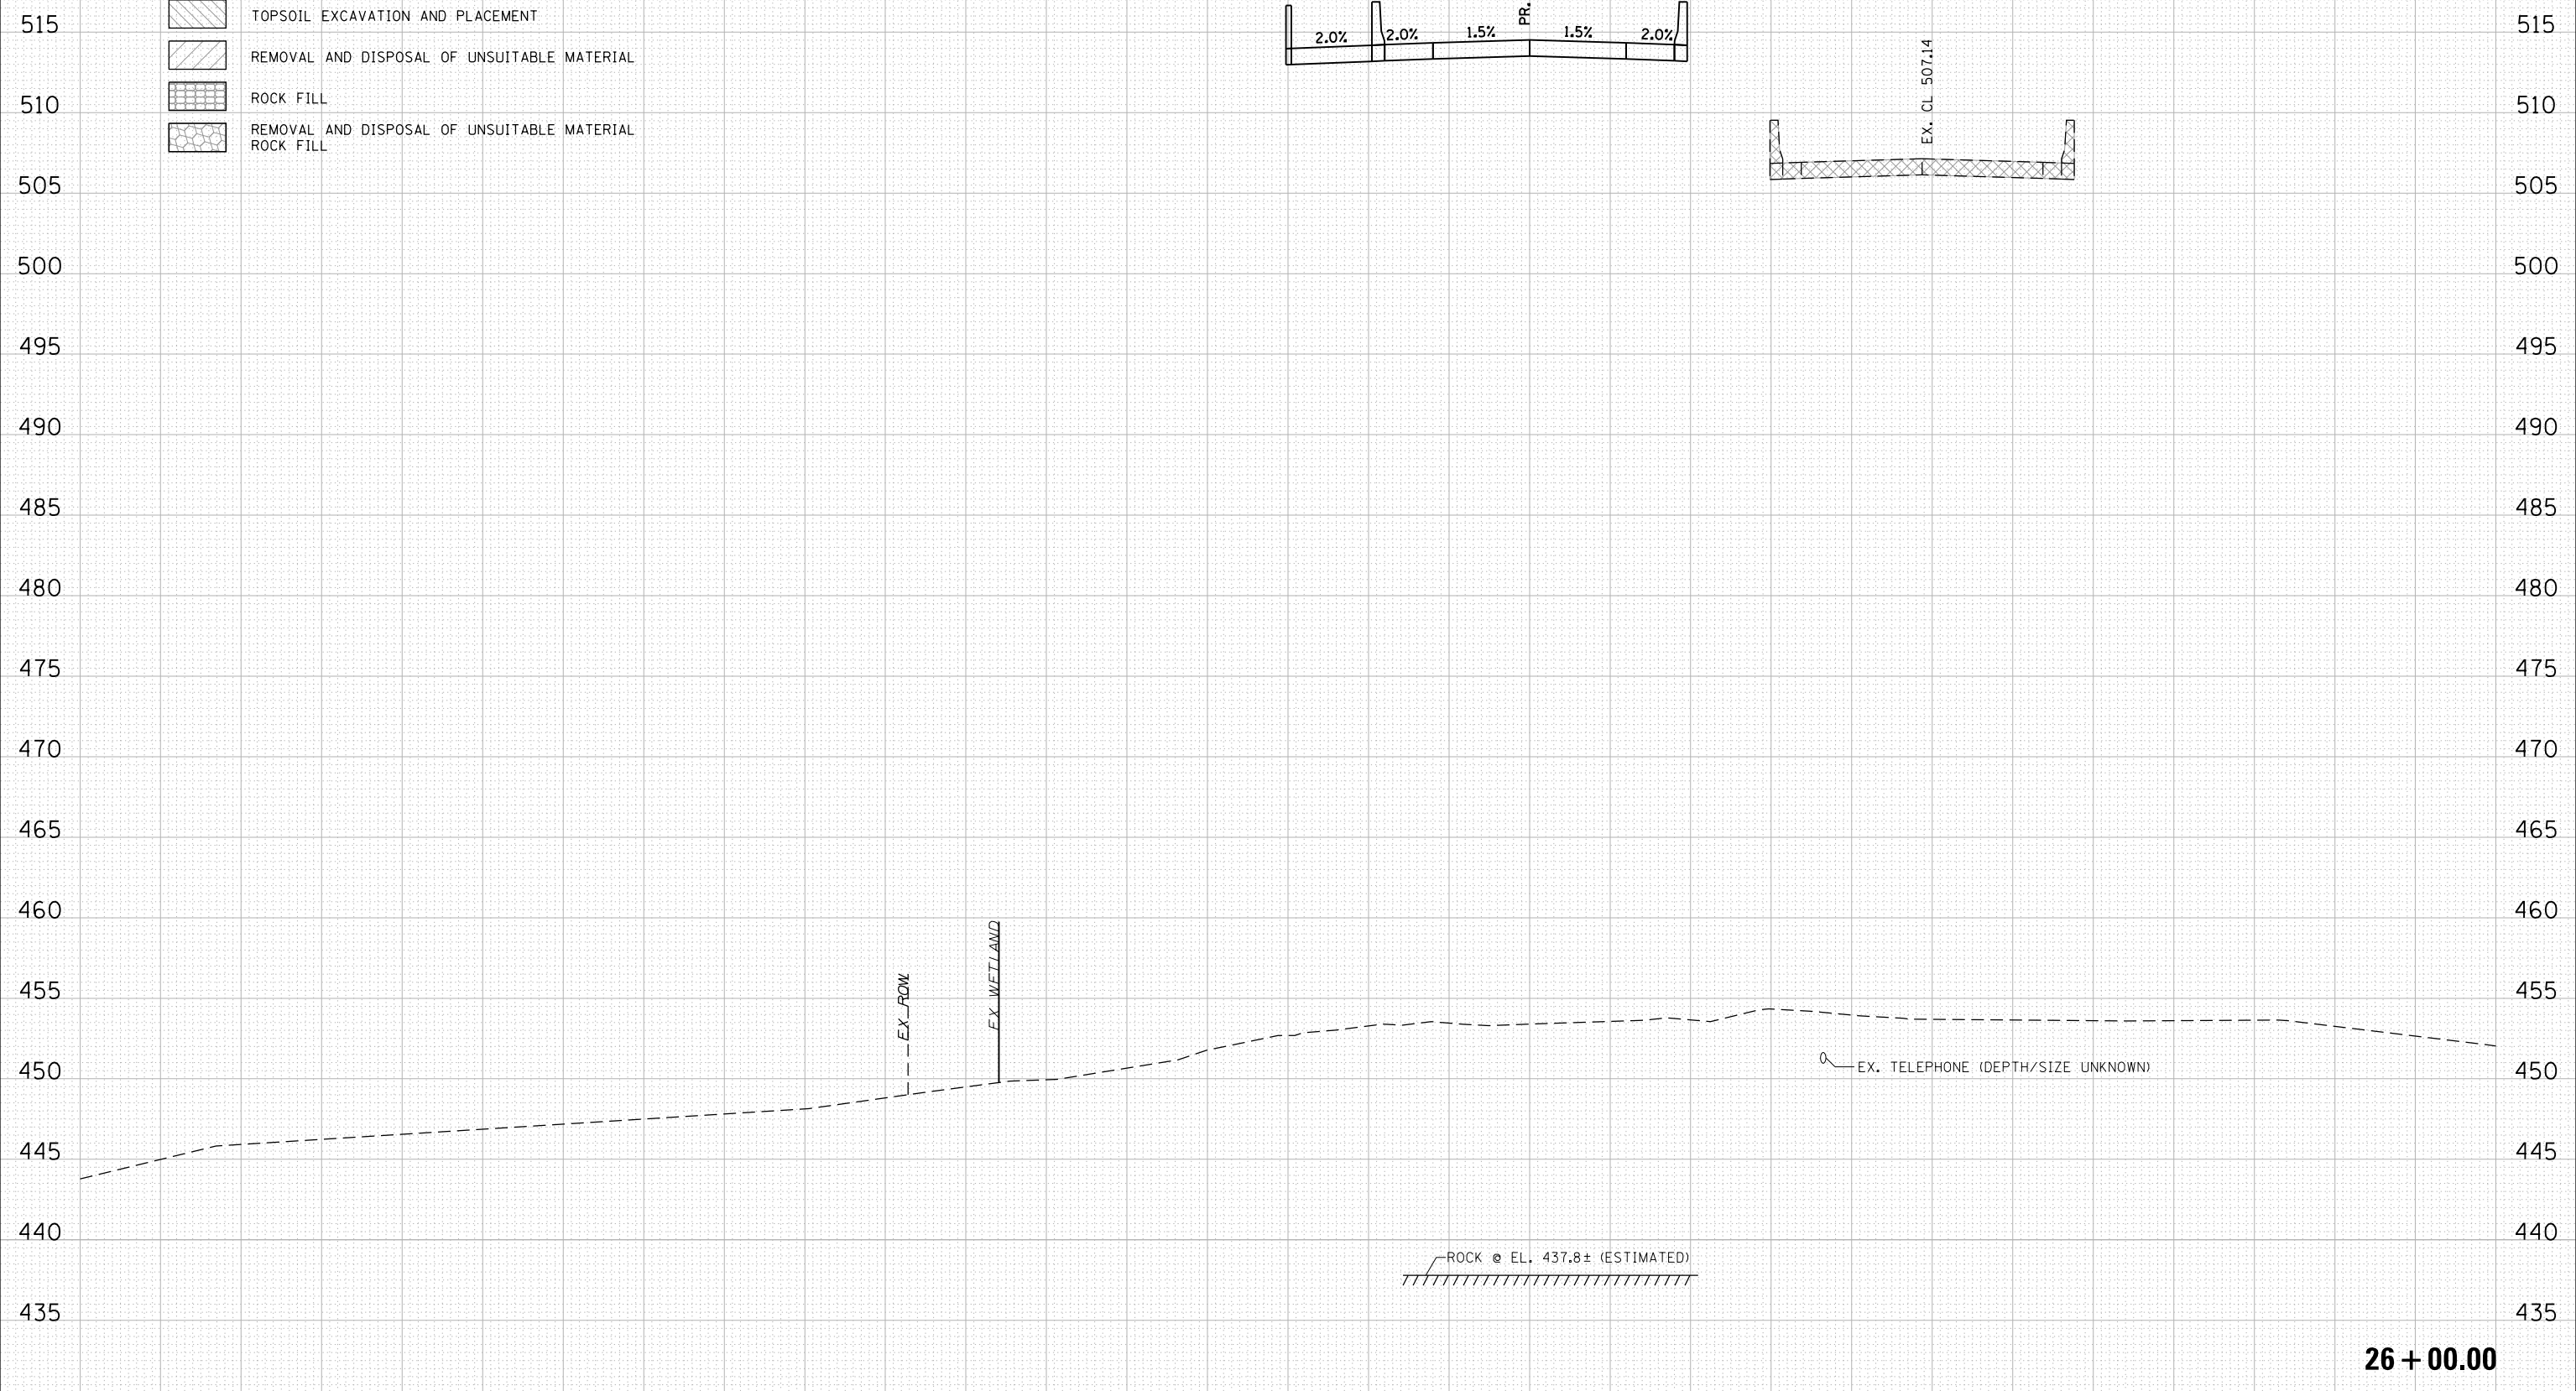 TOPSOIL EXCAVATION AND PLACEMENT
REMOVAL AND DISPOSAL OF UNSUITABLE MATERIAL
ROCK FILL
REMOVAL AND DISPOSAL OF UNSUITABLE MATERIAL
ROCK FILL
PR.
2.0% 2.0% 1.5% 1.5% 2.0%
EX. CL 507.14
515 515
510 510
505 505
500 500
495 495
490 490
485 485
480 480
475 475
470 470
465 465
460 460
EX WETLAND
EX ROW
455 455
450 450
EX. TELEPHONE (DEPTH/SIZE UNKNOWN)
445 445
440 440
ROCK @ EL. 437.8± (ESTIMATED)
435 435
26+00.00